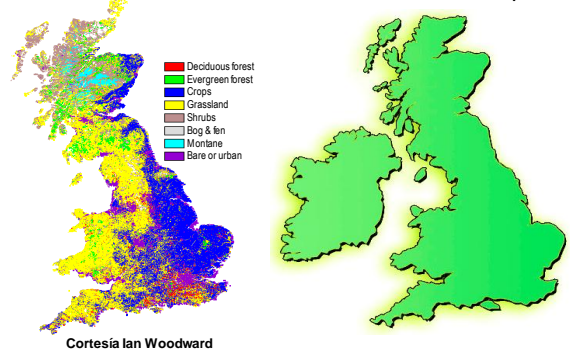 Deciduous forest
Evergreen forest
Crops
Grassland
Shrubs
Bog & fen
Montane
Bare or urban
Cortesía Ian Woodward